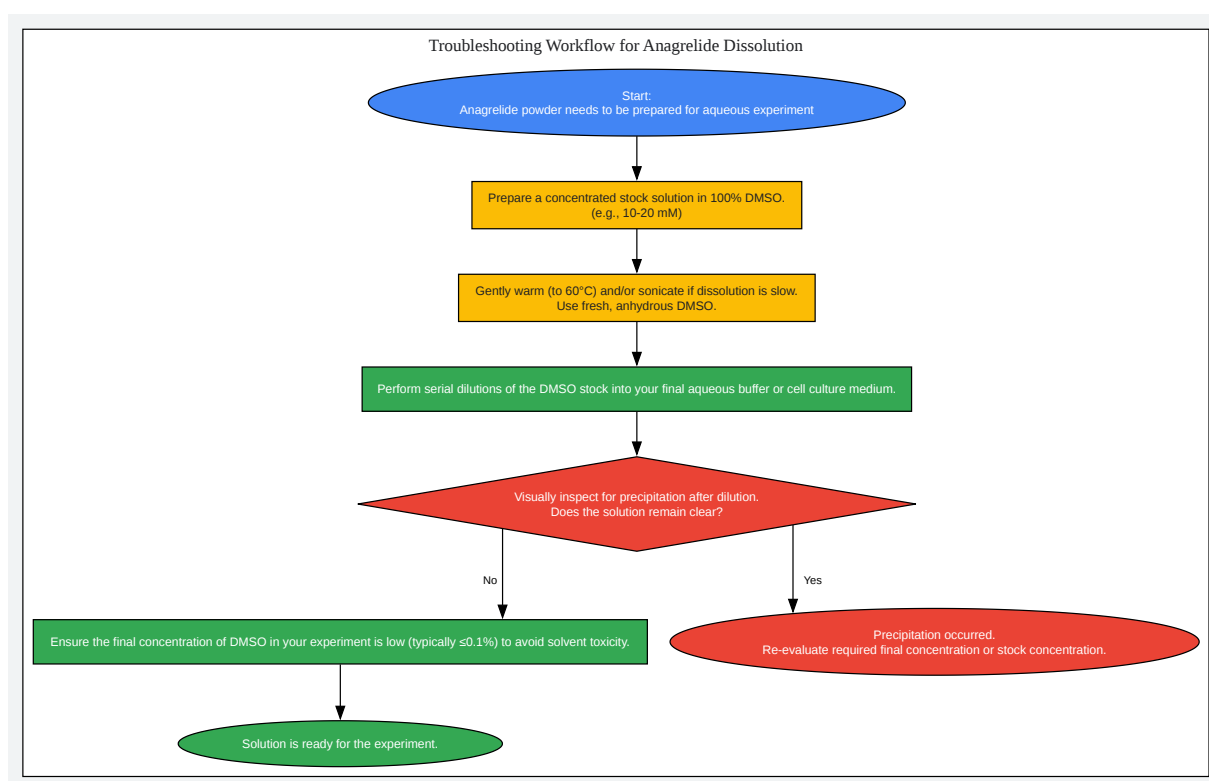 Troubleshooting Workflow for Anagrelide Dissolution
Start:
Anagrelide powder needs to be prepared for aqueous experiment
Prepare a concentrated stock solution in 100% DMSO.
(e.g., 10-20 mM)
Gently warm (to 60°C) and/or sonicate if dissolution is slow.
Use fresh, anhydrous DMSO.
Perform serial dilutions of the DMSO stock into your final aqueous buffer or cell culture medium.
Visually inspect for precipitation after dilution.
Does the solution remain clear?
No
Yes
Ensure the final concentration of DMSO in your experiment is low (typically ≤0.1%) to avoid solvent toxicity.
Precipitation occurred.
Re-evaluate required final concentration or stock concentration.
Solution is ready for the experiment.